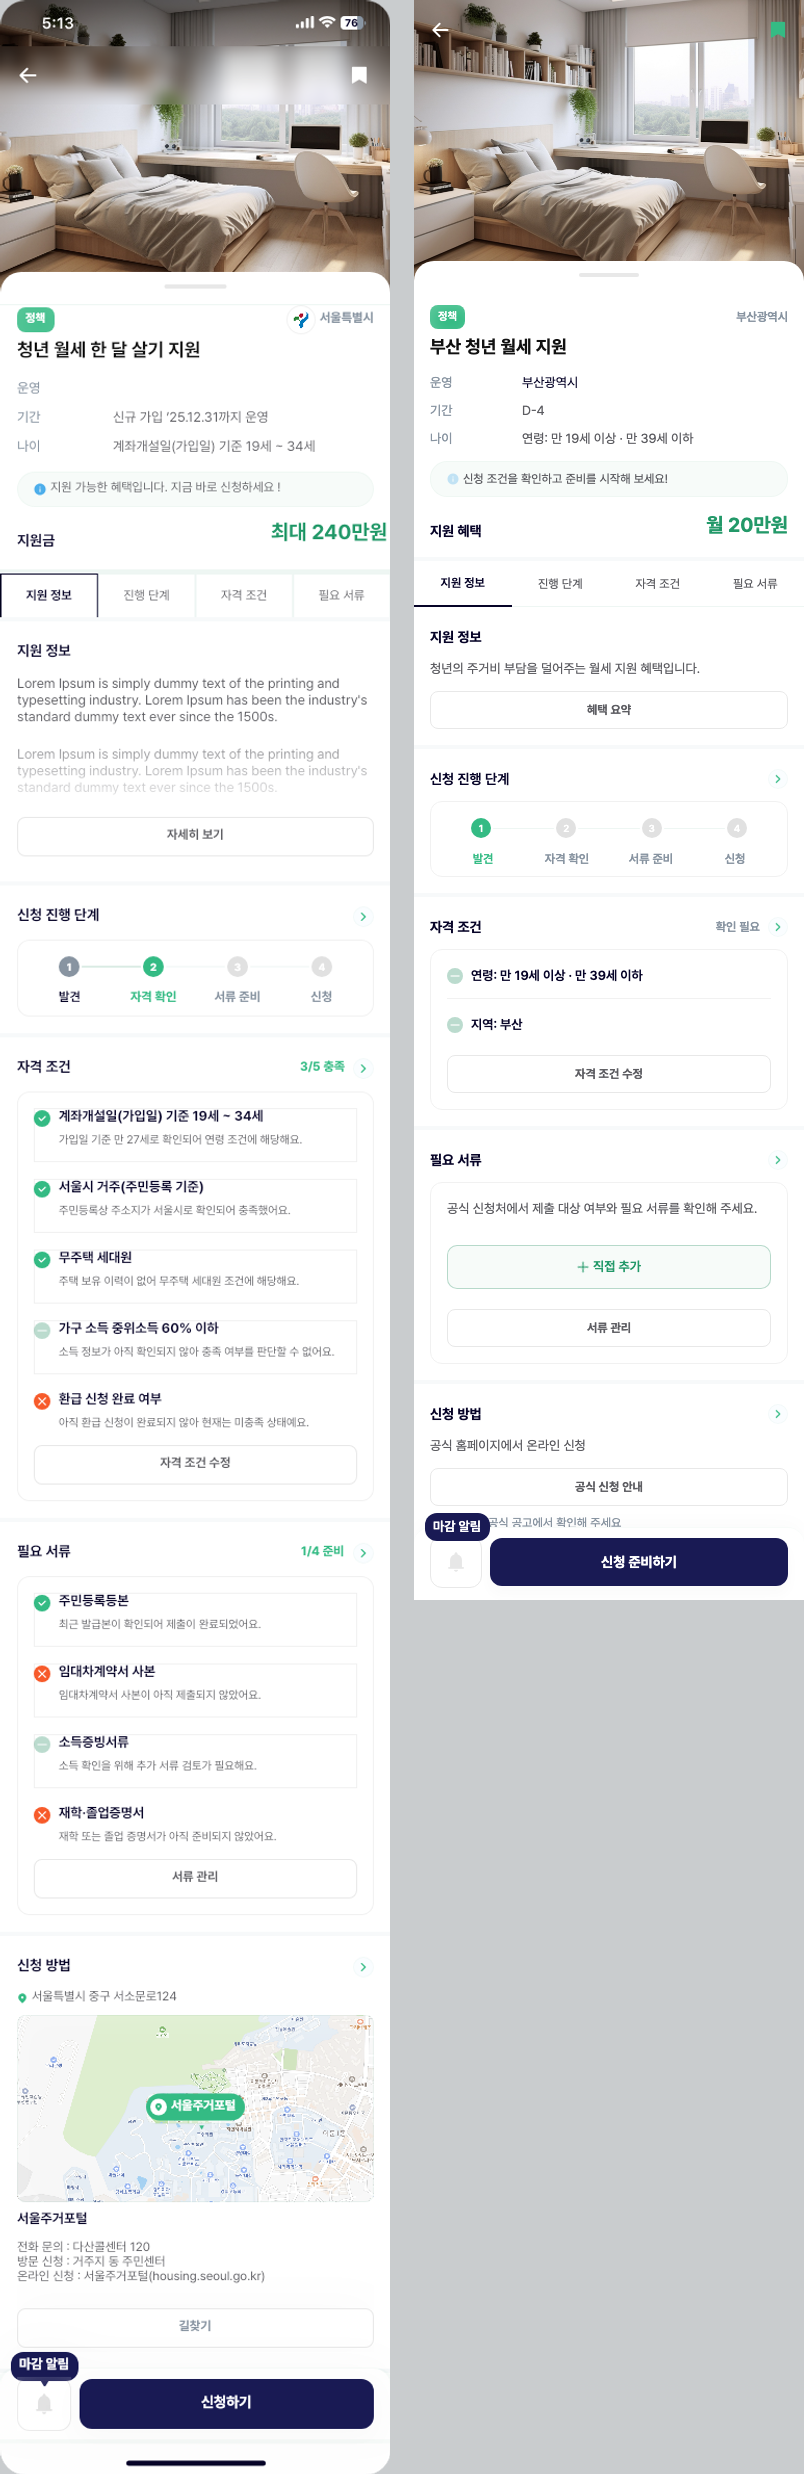 5:13
76
정책
서울특별시
청년 월세 한 달 살기 지원
운영
기간
신규 가입 '25.12.31까지 운영
나이
계좌개설일(가입일) 기준 19세 ~ 34세
지원 가능한 혜택입니다. 지금 바로 신청하세요 !
지원금
최대 240만원
지원 정보
진행 단계
자격 조건
필요 서류
지원 정보
Lorem Ipsum is simply dummy text of the printing and
typesetting industry. Lorem Ipsum has been the industry's
standard dummy text ever since the 1500s.
Lorem Ipsum is simply dummy text of the printing and
typesetting industry. Lorem Ipsum has been the industry's
standard dummy text ever since the 1500s.
자세히 보기
신청 진행 단계
1
2
3
4
발견
자격 확인
서류 준비
신청
자격 조건
3/5 충족
계좌개설일(가입일) 기준 19세 ~ 34세
가입일 기준 만 27세로 확인되어 연령 조건에 해당해요.
서울시 거주(주민등록 기준)
주민등록상 주소지가 서울시로 확인되어 충족했어요.
무주택 세대원
주택 보유 이력이 없어 무주택 세대원 조건에 해당해요.
가구 소득 중위소득 60% 이하
소득 정보가 아직 확인되지 않아 충족 여부를 판단할 수 없어요.
환급 신청 완료 여부
아직 환급 신청이 완료되지 않아 현재는 미충족 상태예요.
자격 조건 수정
필요 서류
1/4 준비
주민등록등본
최근 발급본이 확인되어 제출이 완료되었어요.
임대차계약서 사본
임대차계약서 사본이 아직 제출되지 않았어요.
소득증빙서류
소득 확인을 위해 추가 서류 검토가 필요해요.
재학·졸업증명서
재학 또는 졸업 증명서가 아직 준비되지 않았어요.
서류 관리
신청 방법
서울특별시 중구 서소문로124
서울주거포털
서울주거포털
전화 문의 : 다산콜센터 120
방문 신청 : 거주지 동 주민센터
온라인 신청 : 서울주거포털(housing.seoul.go.kr)
길찾기
마감 알림
신청하기
정책
부산광역시
부산 청년 월세 지원
운영
부산광역시
기간
D-4
나이
연령: 만 19세 이상 · 만 39세 이하
신청 조건을 확인하고 준비를 시작해 보세요!
지원 혜택
월 20만원
지원 정보
진행 단계
자격 조건
필요 서류
지원 정보
청년의 주거비 부담을 덜어주는 월세 지원 혜택입니다.
혜택 요약
신청 진행 단계
1
2
3
4
발견
자격 확인
서류 준비
신청
자격 조건
확인 필요
연령: 만 19세 이상 · 만 39세 이하
지역: 부산
자격 조건 수정
필요 서류
공식 신청처에서 제출 대상 여부와 필요 서류를 확인해 주세요.
직접 추가
서류 관리
신청 방법
공식 홈페이지에서 온라인 신청
공식 신청 안내
공식 공고에서 확인해 주세요
마감 알림
신청 준비하기